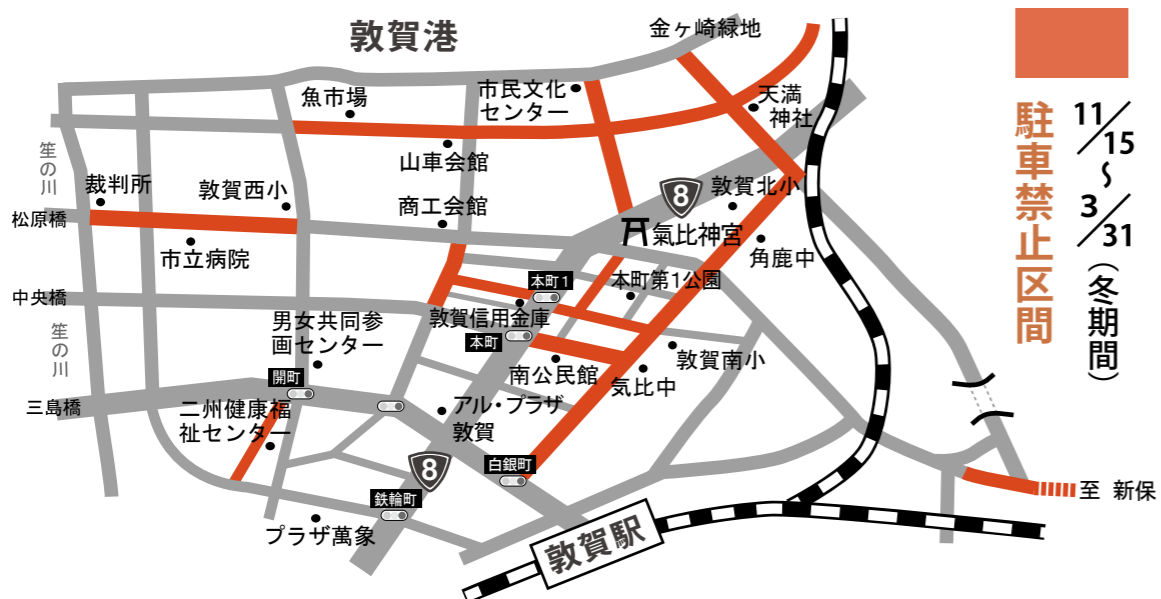 敦賀港
金ヶ崎緑地
魚市場
市民文化
センター
天満
神社
山車会館
笙の川
裁判所
敦賀西小
商工会館
8
敦賀北小
松原橋
氣比神宮
市立病院
角鹿中
本町1
本町第1公園
中央橋
敦賀信用金庫
男女共同参
画センター
本町
笙の川
南公民館
気比中
敦賀南小
開町
三島橋
二州健康福
祉センター
アル・プラザ
敦賀
8
白銀町
鉄輪町
プラザ萬象
敦賀駅
至 新保
11/15~3/31(冬期間)
駐車禁止区間